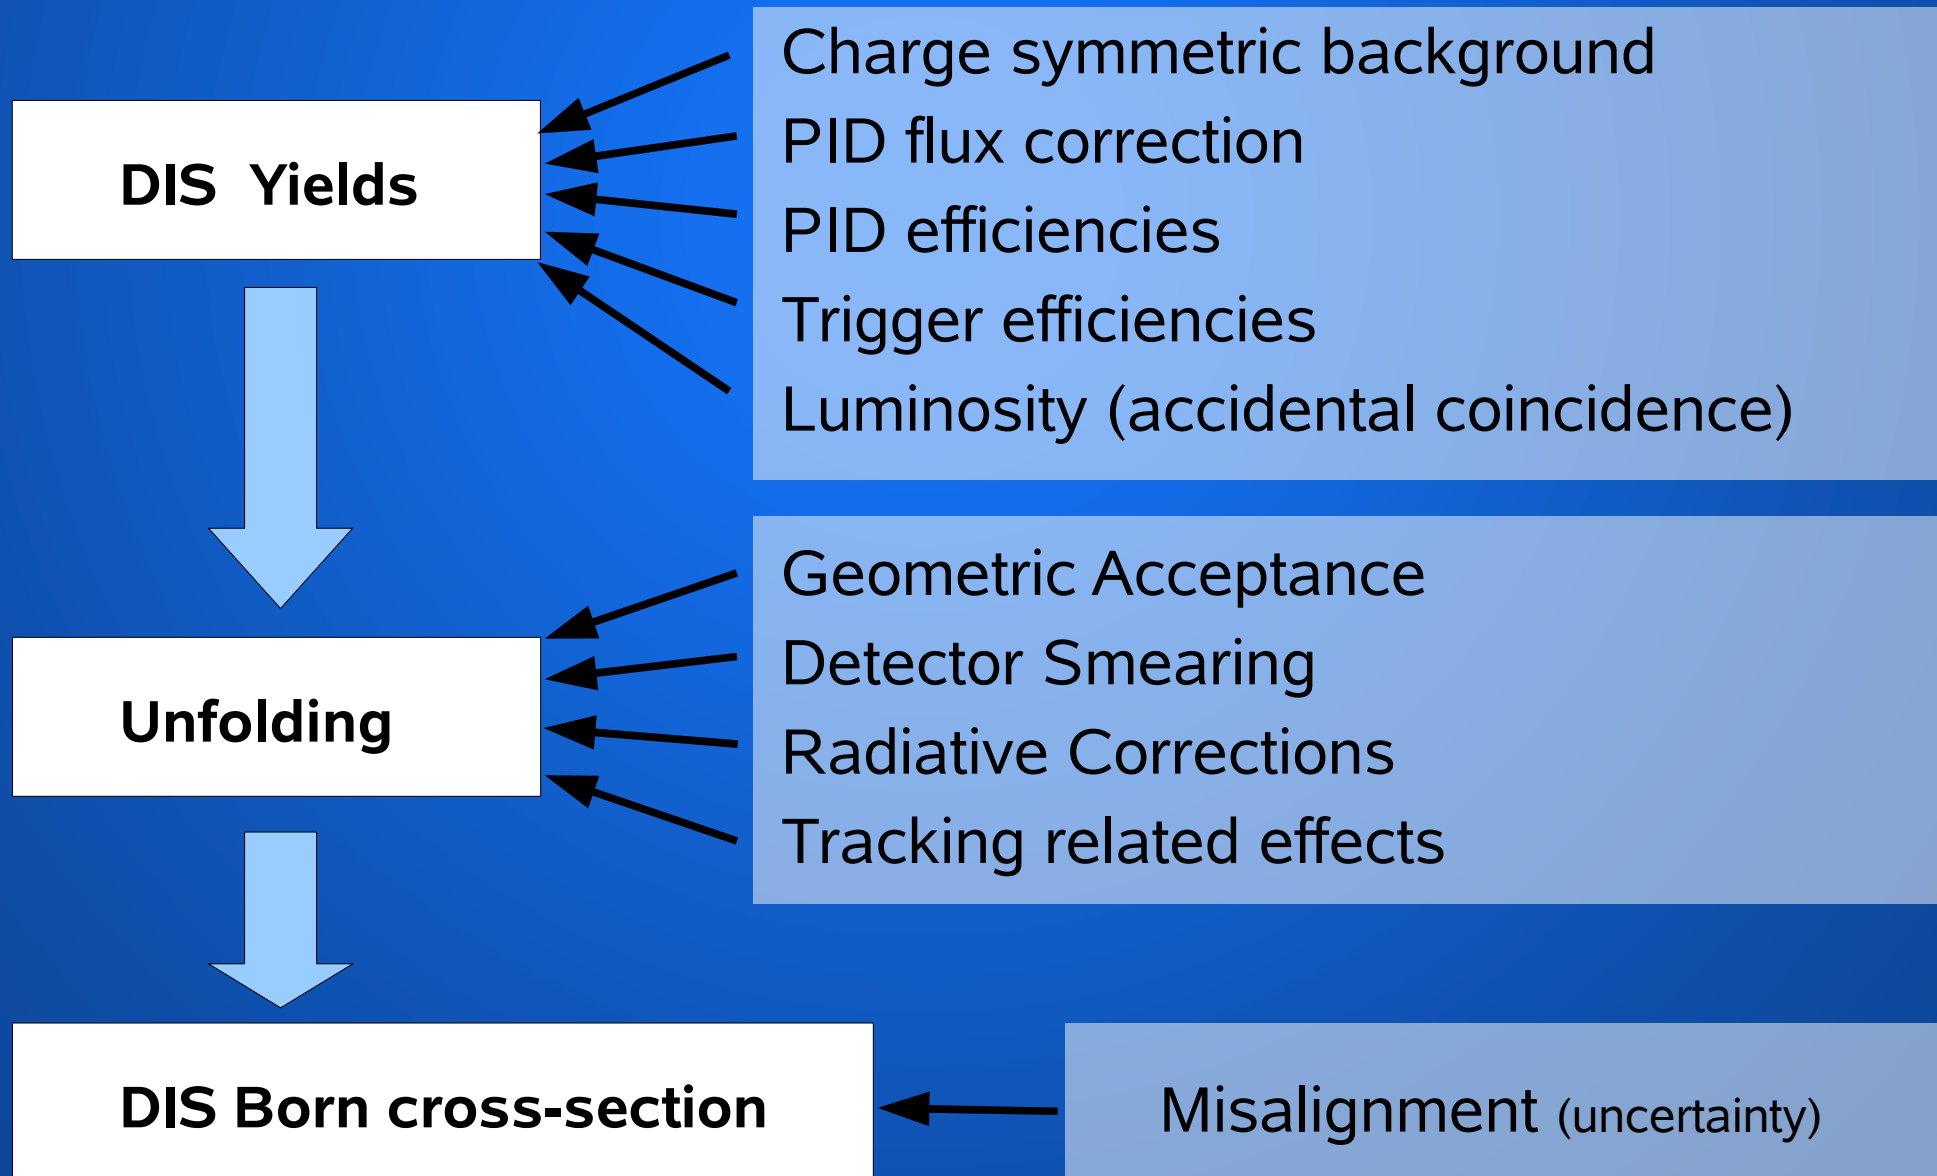 DIS Yields
Charge symmetric background
PID flux correction
PID efficiencies
Trigger efficiencies
Luminosity (accidental coincidence)
Unfolding
Geometric Acceptance
Detector Smearing
Radiative Corrections
Tracking related effects
DIS Born cross-section
Misalignment (uncertainty)